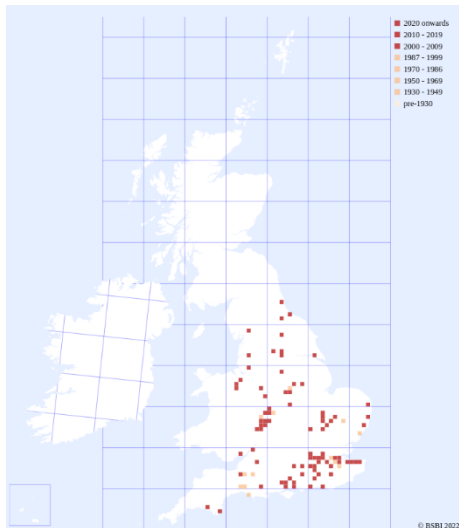 2020 onwards
2010 - 2019
2000 - 2009
1987 - 1999
1970 - 1986
1950 - 1969
1930 - 1949
pre-1930
© BSBI 2022